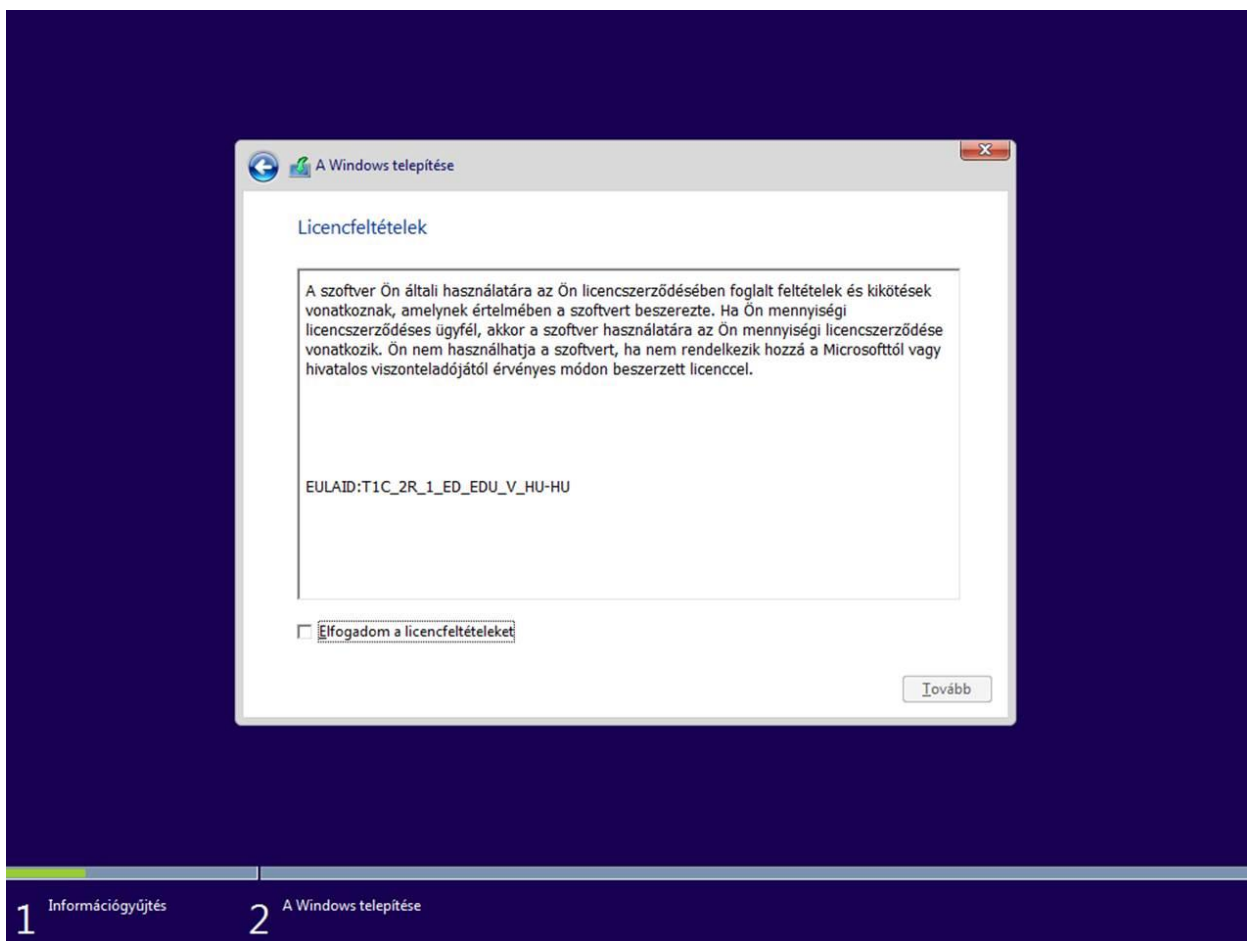 A Windows telepítése
Licencfeltételek
A szoftver Ön általi használatára az Ön licencszerződésében foglalt feltételek és kikötések
vonatkoznak, amelynek értelmében a szoftvert beszerezte. Ha Ön mennyiségi
licencszerződéses ügyfél, akkor a szoftver használatára az Ön mennyiségi licencszerződése
vonatkozik. Ön nem használhatja a szoftvert, ha nem rendelkezik hozzá a Microsofttól vagy
hivatalos viszonteladójától érvényes módon beszerzett licenccel.
EULAID:T1C_2R_1_ED_EDU_V_HU-HU
Elfogadom a licencfeltételeket
Tovább
1 Információgyűjtés
2 A Windows telepítése